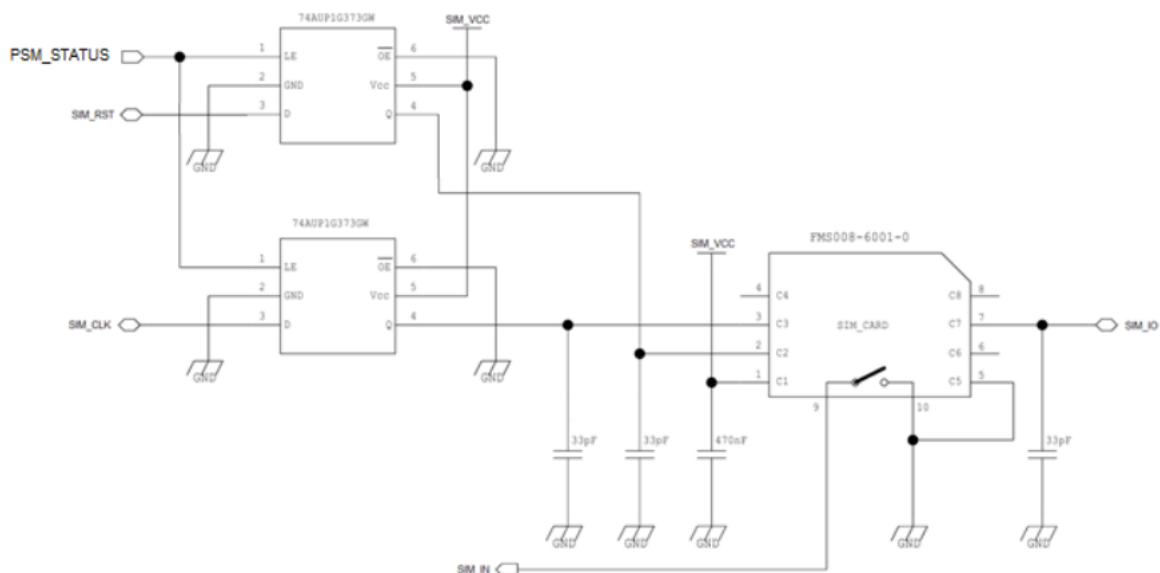 74AUP1G373GW
SIM_VCC
PSM_STATUS
1 LE OE 6
2 GND Vcc 5
SIM_RST 3 D Q 4
GND GND
74AUP1G373GW
FMS008-6001-0
SIM_VCC
1 LE OE 6
2 GND Vcc 5
4 C4 C8 8
SIM_CLK 3 D Q 4
3 C3 SIM_CARD C7 7 SIM_IO
2 C2 C6 6
GND GND
1 C1 C5 5
9 10
33pF 33pF 470nF 33pF
GND GND GND GND GND
SIM_IN